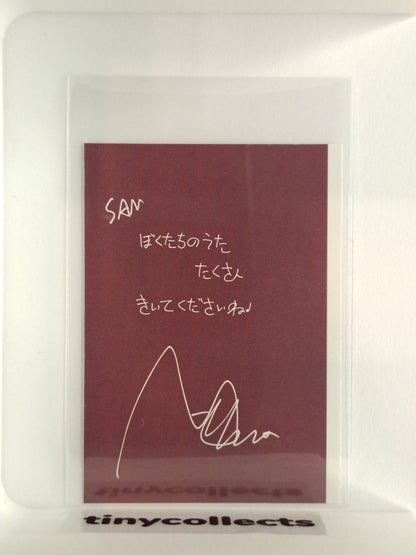 SAN
ぼくたちのうた
たくさん
きいてくださいね♪
tinycollects